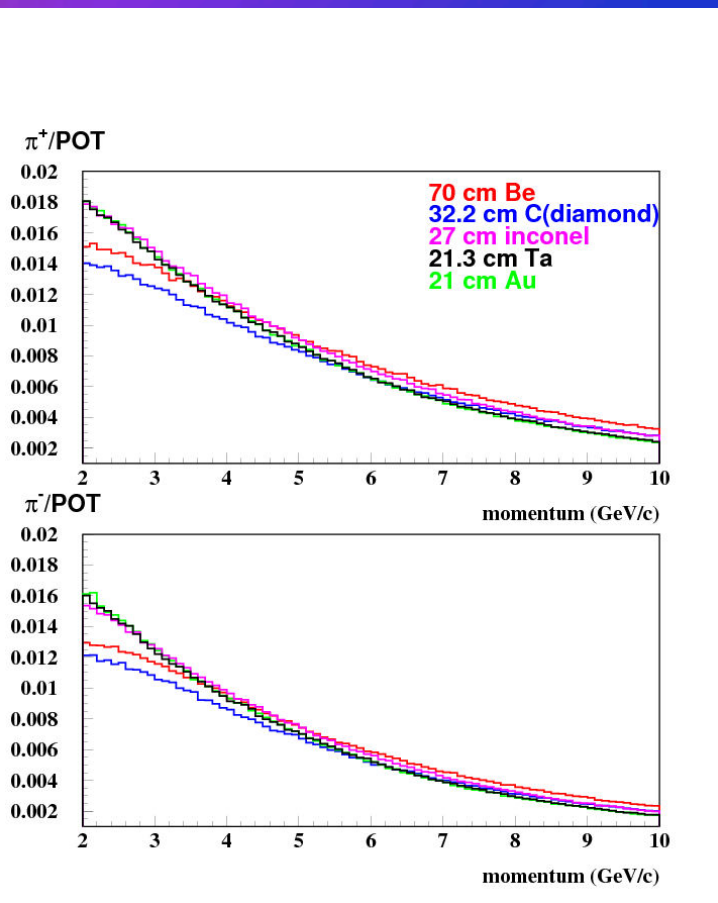 π+/POT
0.02
0.018
0.016
0.014
0.012
0.01
0.008
0.006
0.004
0.002
70 cm Be
32.2 cm C(diamond)
27 cm inconel
21.3 cm Ta
21 cm Au
2 3 4 5 6 7 8 9 10
momentum (GeV/c)
π-/POT
0.02
0.018
0.016
0.014
0.012
0.01
0.008
0.006
0.004
0.002
2 3 4 5 6 7 8 9 10
momentum (GeV/c)